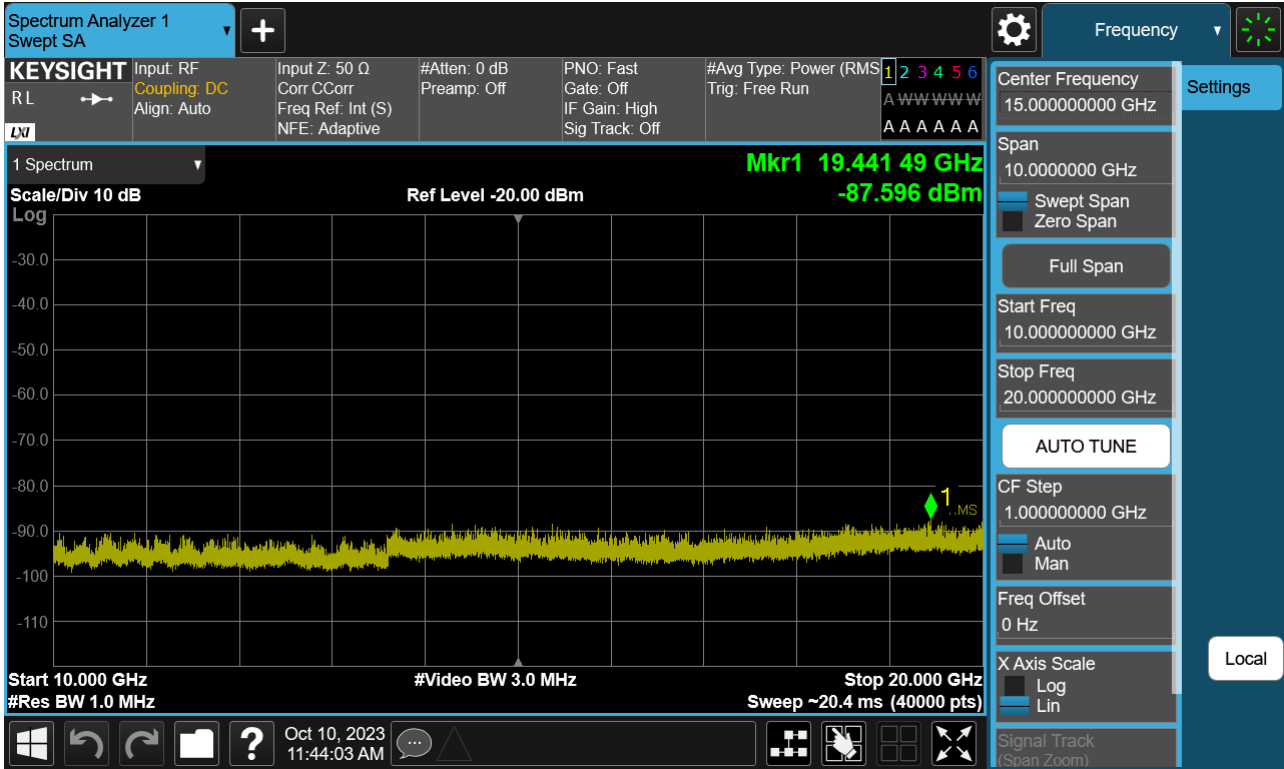 Spectrum Analyzer 1
Swept SA
Frequency
KEYSIGHT
R L
LXI
Input: RF
Coupling: DC
Align: Auto
Input Z: 50 Ω
Corr CCorr
Freq Ref: Int (S)
NFE: Adaptive
#Atten: 0 dB
Preamp: Off
PNO: Fast
Gate: Off
IF Gain: High
Sig Track: Off
#Avg Type: Power (RMS
Trig: Free Run
1 2 3 4 5 6
A W W W W W
A A A A A A
1 Spectrum
Mkr1 19.441 49 GHz
Scale/Div 10 dB
Ref Level -20.00 dBm
-87.596 dBm
Log
-30.0
-40.0
-50.0
-60.0
-70.0
-80.0
-90.0
-100
-110
1
Start 10.000 GHz
#Video BW 3.0 MHz
Stop 20.000 GHz
#Res BW 1.0 MHz
Sweep ~20.4 ms (40000 pts)
Center Frequency
15.000000000 GHz
Settings
Span
10.0000000 GHz
Swept Span
Zero Span
Full Span
Start Freq
10.000000000 GHz
Stop Freq
20.000000000 GHz
AUTO TUNE
CF Step
1.000000000 GHz
Auto
Man
Freq Offset
0 Hz
X Axis Scale
Log
Lin
Local
Signal Track
(Span Zoom)
?
Oct 10, 2023
11:44:03 AM